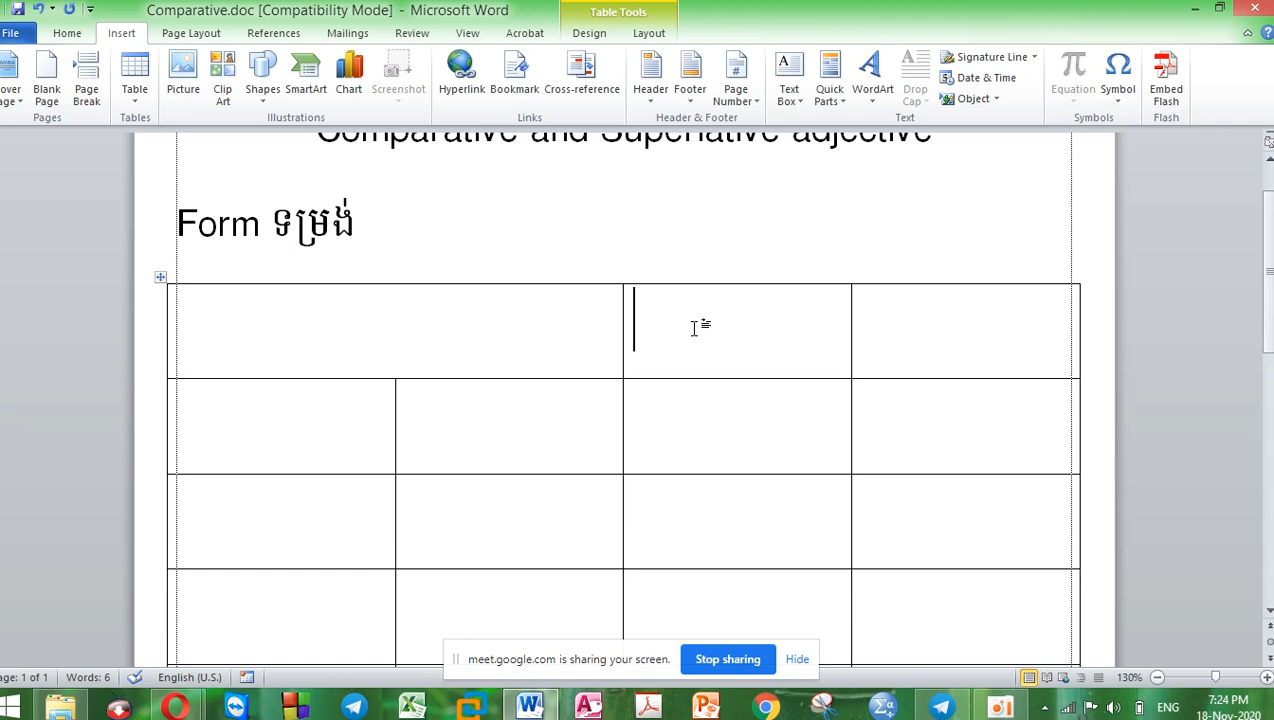 Comparative.doc [Compatibility Mode] - Microsoft Word
Table Tools
File Home Insert Page Layout References Mailings Review View Acrobat Design Layout
Blank Page
Page Break
Table
Picture
Clip Art
Shapes
SmartArt
Chart
Screenshot
Hyperlink
Bookmark
Cross-reference
Header
Footer
Page Number
Text Box
Quick Parts
WordArt
Drop Cap
Signature Line
Date & Time
Object
Equation
Symbol
Embed Flash
Pages Tables Illustrations Links Header & Footer Text Symbols Flash
Comparative and Superlative adjective
Form ទម្រង់
meet.google.com is sharing your screen. Stop sharing Hide
age: 1 of 1 Words: 6 English (U.S.) 130%
ENG
7:24 PM
18-Nov-2020